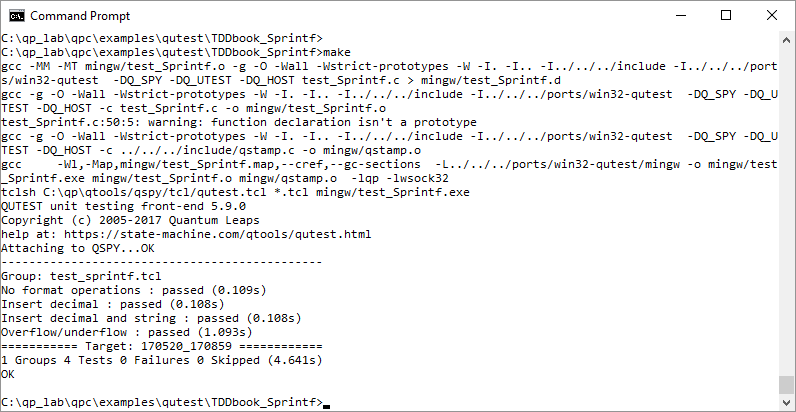 Command Prompt
C:\qp_lab\qpc\examples\qutest\TDDbook_Sprintf>
C:\qp_lab\qpc\examples\qutest\TDDbook_Sprintf>make
gcc -MM -MT mingw/test_Sprintf.o -g -O -Wall -Wstrict-prototypes -W -I. -I.. -I../../../include -I../../../port
s/win32-qutest  -DQ_SPY -DQ_UTEST -DQ_HOST test_Sprintf.c > mingw/test_Sprintf.d
gcc -g -O -Wall -Wstrict-prototypes -W -I. -I.. -I../../../include -I../../../ports/win32-qutest  -DQ_SPY -DQ_U
TEST -DQ_HOST -c test_Sprintf.c -o mingw/test_Sprintf.o
test_Sprintf.c:50:5: warning: function declaration isn't a prototype
gcc -g -O -Wall -Wstrict-prototypes -W -I. -I.. -I../../../include -I../../../ports/win32-qutest  -DQ_SPY -DQ_U
TEST -DQ_HOST -c ../../../include/qstamp.c -o mingw/qstamp.o
gcc     -Wl,-Map,mingw/test_Sprintf.map,--cref,--gc-sections  -L../../../ports/win32-qutest/mingw -o mingw/test
_Sprintf.exe mingw/test_Sprintf.o mingw/qstamp.o  -lqp -lwsock32
tclsh C:\qp\qtools\qspy/tcl/qutest.tcl *.tcl mingw/test_Sprintf.exe
QUTEST unit testing front-end 5.9.0
Copyright (c) 2005-2017 Quantum Leaps
help at: https://state-machine.com/qtools/qutest.html
Attaching to QSPY...OK
----------------------------------------------
Group: test_sprintf.tcl
No format operations : passed (0.109s)
Insert decimal : passed (0.108s)
Insert decimal and string : passed (0.108s)
Overflow/underflow : passed (1.093s)
=========== Target: 170520_170859 ============
1 Groups 4 Tests 0 Failures 0 Skipped (4.641s)
OK
C:\qp_lab\qpc\examples\qutest\TDDbook_Sprintf>